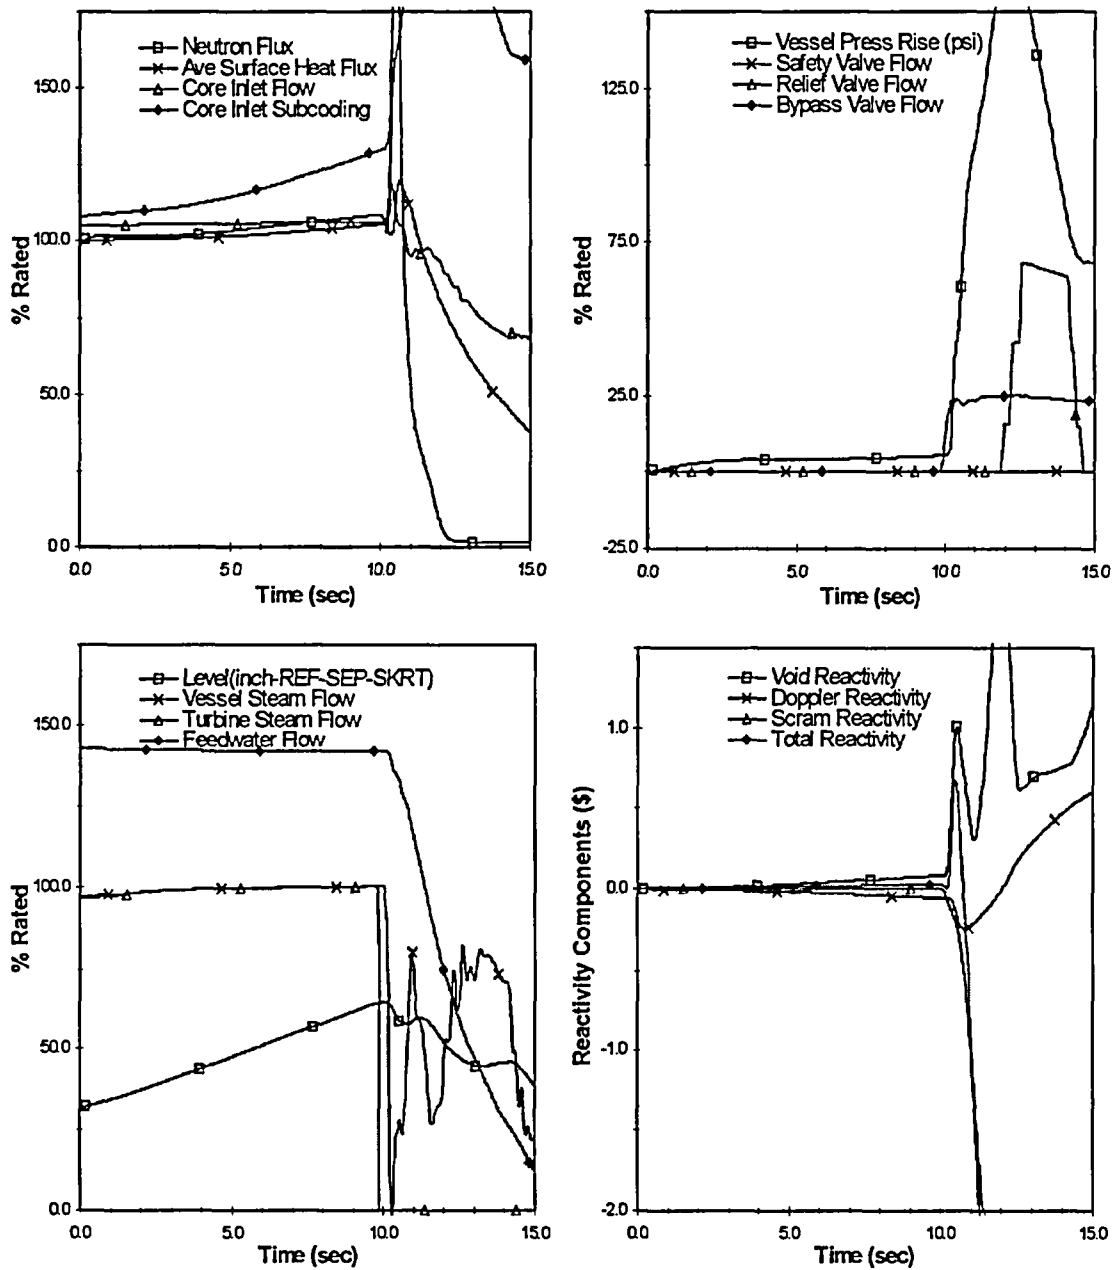 Neutron Flux
Ave Surface Heat Flux
Core Inlet Flow
Core Inlet Subcooling
150.0
100.0
50.0
0.0
% Rated
0.0 5.0 10.0 15.0
Time (sec)
Vessel Press Rise (psi)
Safety Valve Flow
Relief Valve Flow
Bypass Valve Flow
125.0
75.0
25.0
-25.0
% Rated
0.0 5.0 10.0 15.0
Time (sec)
Level(inch-REF-SEP-SKRT)
Vessel Steam Flow
Turbine Steam Flow
Feedwater Flow
150.0
100.0
50.0
0.0
% Rated
0.0 5.0 10.0 15.0
Time (sec)
Void Reactivity
Doppler Reactivity
Scram Reactivity
Total Reactivity
1.0
0.0
-1.0
-2.0
Reactivity Components ($)
0.0 5.0 10.0 15.0
Time (sec)